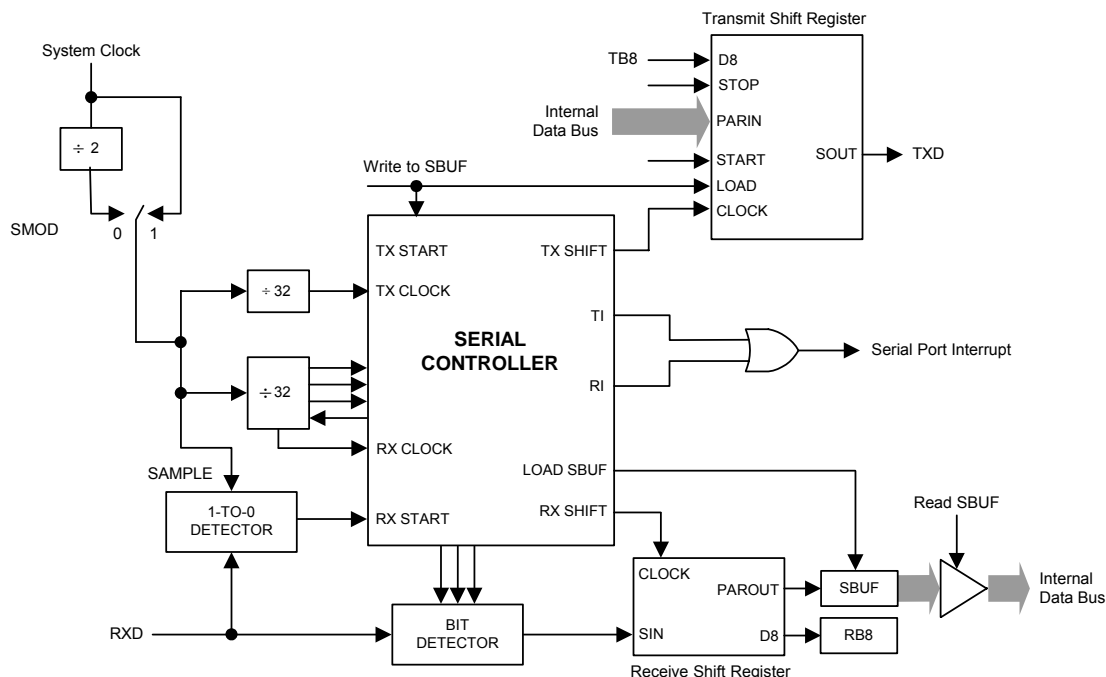 Transmit Shift Register
System Clock
TB8
D8
STOP
Internal
Data Bus
PARIN
÷ 2
START
SOUT
TXD
Write to SBUF
LOAD
CLOCK
SMOD
0
1
TX START
TX SHIFT
÷ 32
TX CLOCK
TI
SERIAL
CONTROLLER
Serial Port Interrupt
RI
÷ 32
RX CLOCK
SAMPLE
LOAD SBUF
1-TO-0
DETECTOR
RX START
RX SHIFT
Read SBUF
CLOCK
PAROUT
SBUF
Internal
Data Bus
RXD
BIT
DETECTOR
SIN
D8
RB8
Receive Shift Register